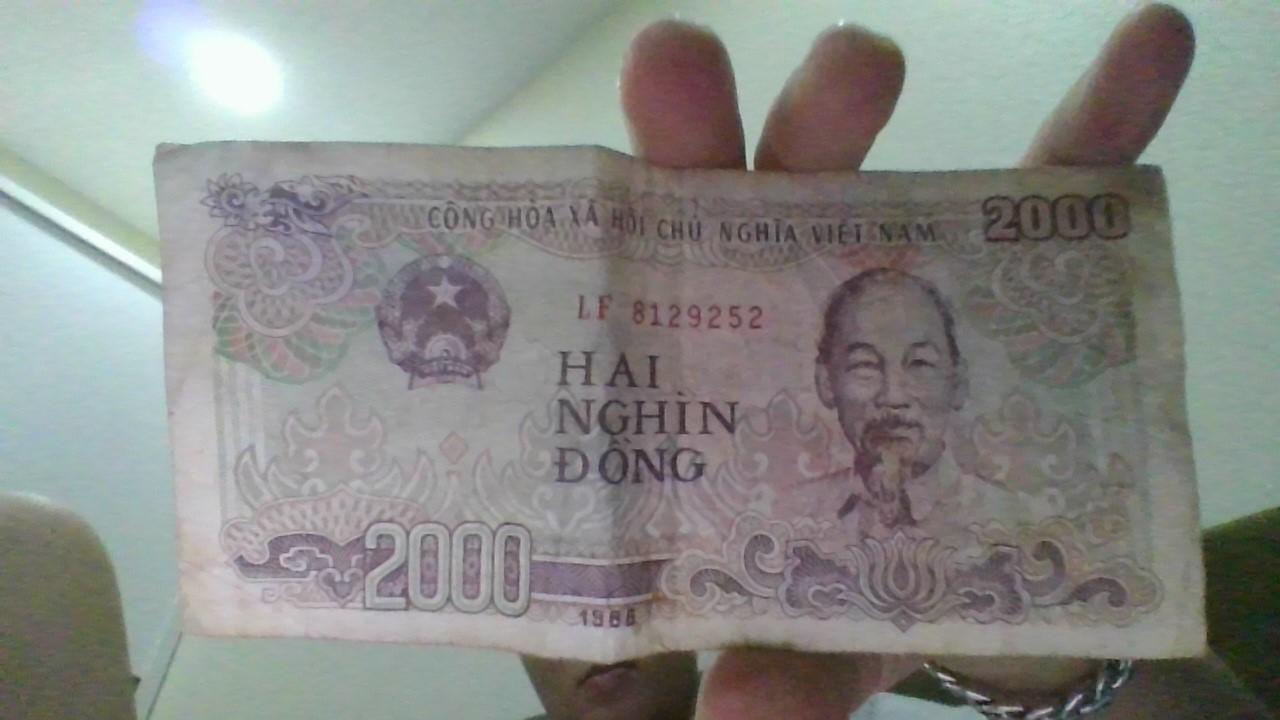 CỘNG HÒA XÃ HỘI CHỦ NGHĨA VIỆT NAM
2000
LF 8129252
HAI
NGHÌN
ĐỒNG
2000
1988